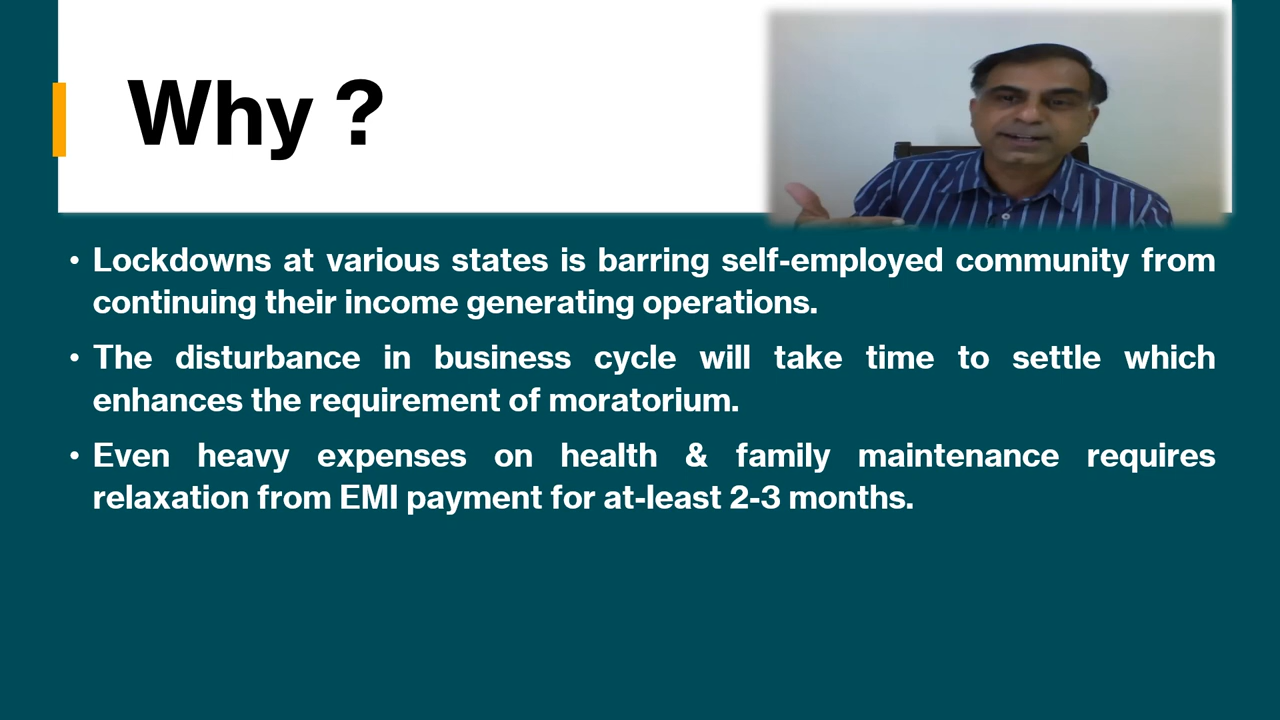 Why ?
• Lockdowns at various states is barring self-employed community from
continuing their income generating operations.
• The disturbance in business cycle will take time to settle which
enhances the requirement of moratorium.
• Even heavy expenses on health & family maintenance requires
relaxation from EMI payment for at-least 2-3 months.